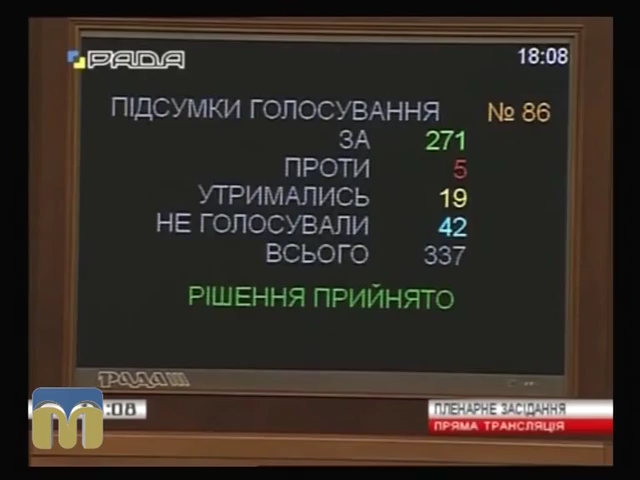 РАДА 18:08
ПІДСУМКИ ГОЛОСУВАННЯ № 86
ЗА 271
ПРОТИ 5
УТРИМАЛИСЬ 19
НЕ ГОЛОСУВАЛИ 42
ВСЬОГО 337
РІШЕННЯ ПРИЙНЯТО
РАДА III
:08
ПЛЕНАРНЕ ЗАСІДАННЯ
ПРЯМА ТРАНСЛЯЦІЯ
M